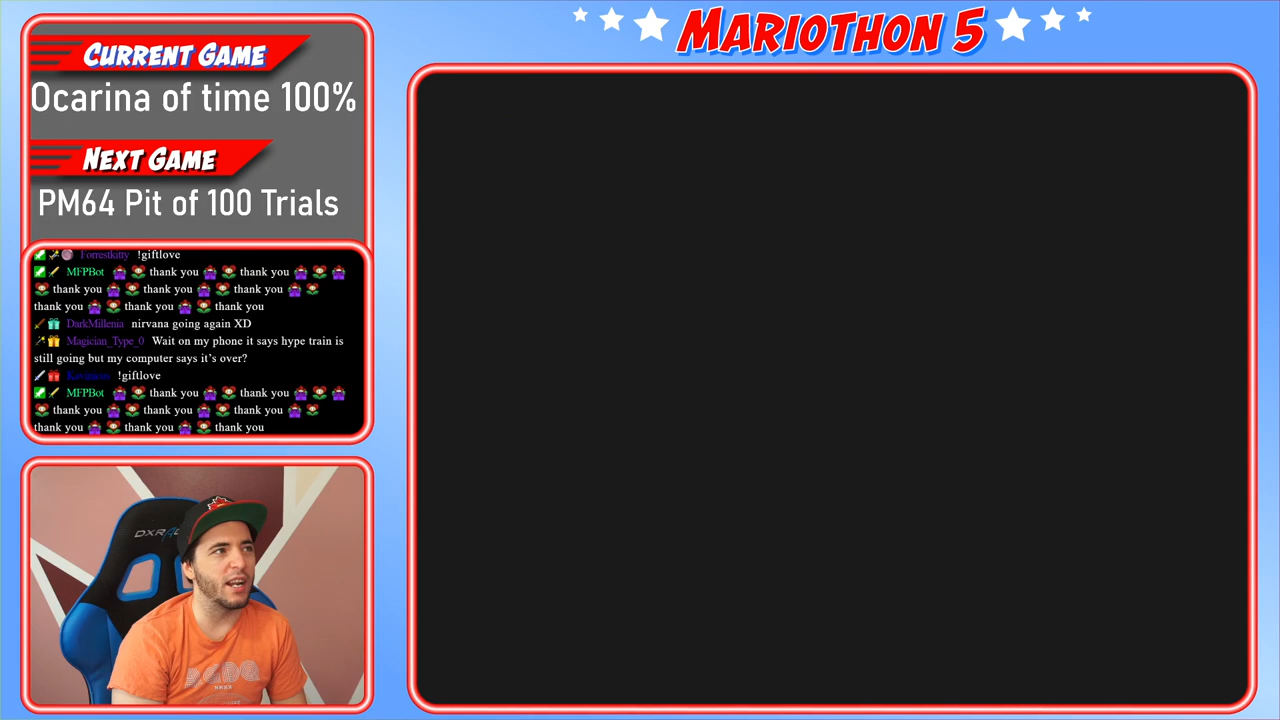 MARIOTHON 5
CURRENT GAME
Ocarina of time 100%
NEXT GAME
PM64 Pit of 100 Trials
Forrestkitty !giftlove
MFPBot thank you thank you
thank you thank you thank you
thank you thank you thank you
DarkMillenia nirvana going again XD
Magician_Type_0 Wait on my phone it says hype train is
still going but my computer says it's over?
!giftlove
MFPBot thank you thank you
thank you thank you thank you
thank you thank you thank you
AGDQ